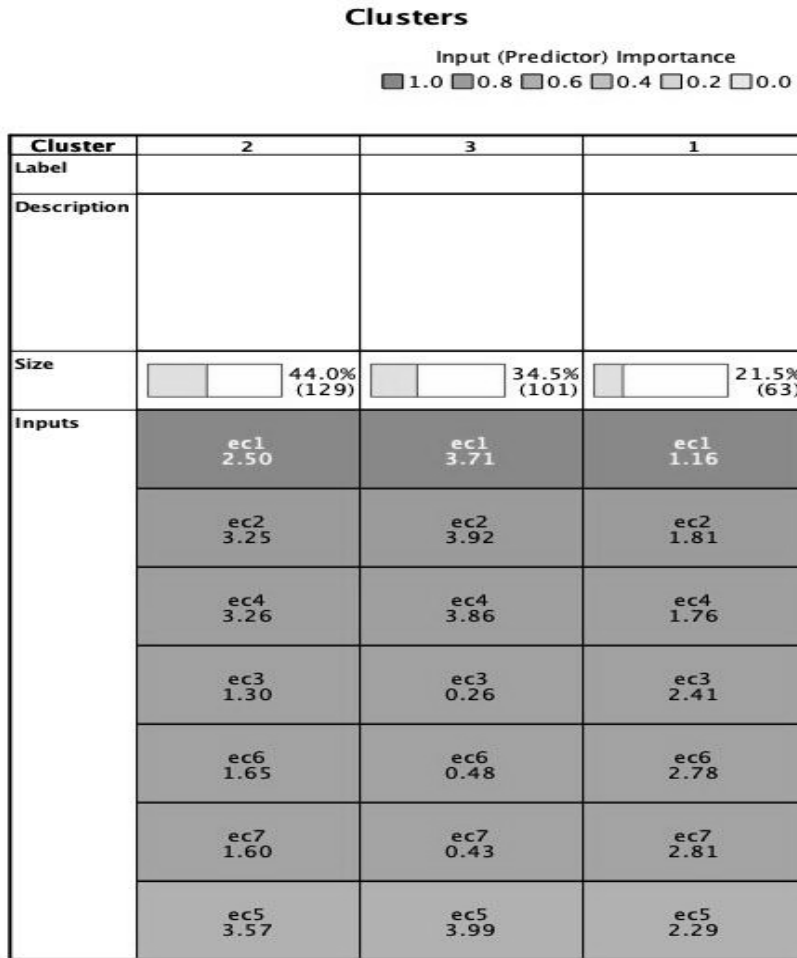 Clusters
Input (Predictor) Importance
1.0 0.8 0.6 0.4 0.2 0.0
Cluster 2 3 1
Label
Description
Size 44.0% (129) 34.5% (101) 21.5% (63)
Inputs
ec1 ec1 ec1
2.50 3.71 1.16
ec2 ec2 ec2
3.25 3.92 1.81
ec4 ec4 ec4
3.26 3.86 1.76
ec3 ec3 ec3
1.30 0.26 2.41
ec6 ec6 ec6
1.65 0.48 2.78
ec7 ec7 ec7
1.60 0.43 2.81
ec5 ec5 ec5
3.57 3.99 2.29